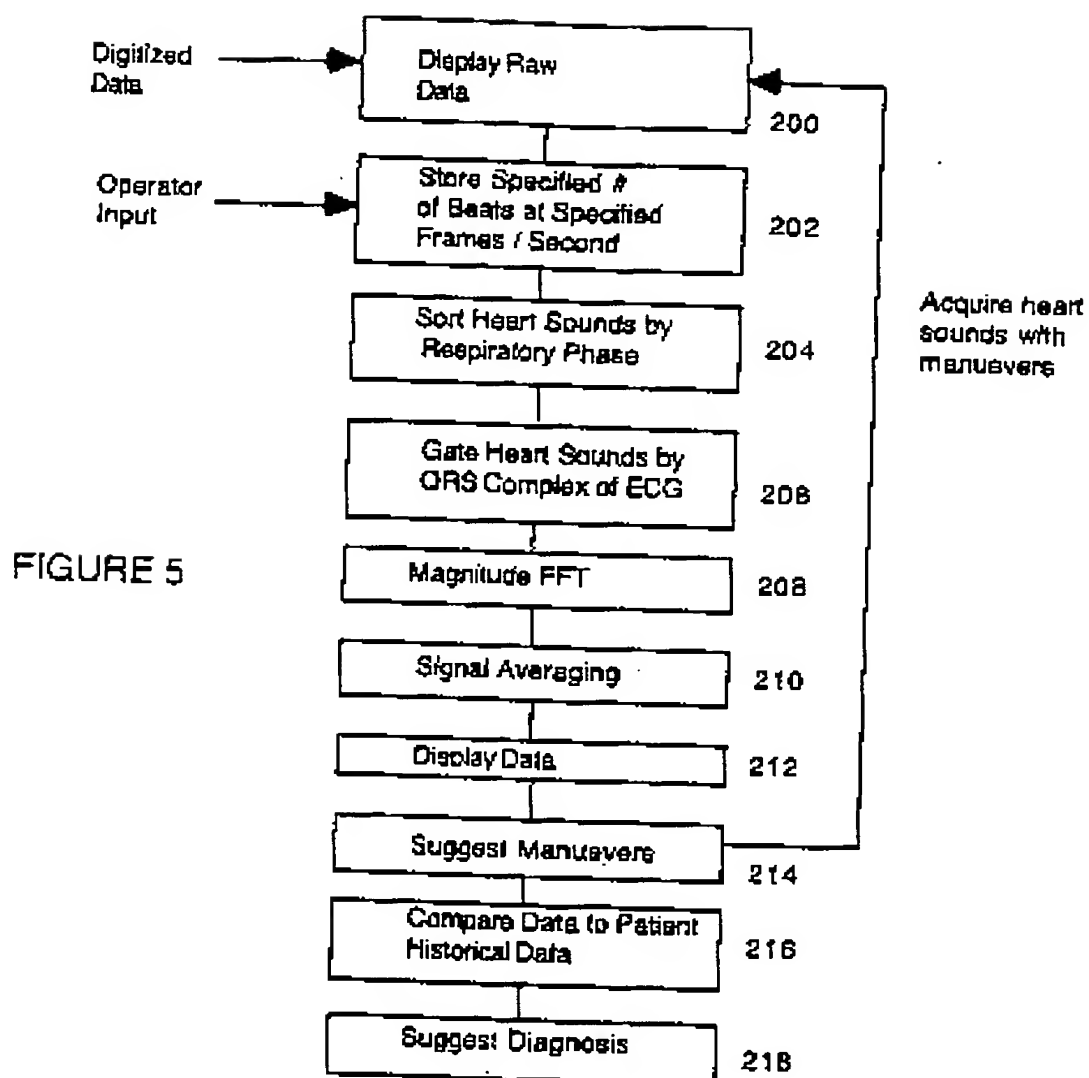 Digitized
Data
Display Raw
Data
200
Operator
Input
Store Specified #
of Beats at Specified
Frames / Second
202
Sort Heart Sounds by
Respiratory Phase
204
Acquire heart
sounds with
manuevers
Gate Heart Sounds by
QRS Complex of ECG
206
FIGURE 5
Magnitude FFT
208
Signal Averaging
210
Display Data
212
Suggest Manuevers
214
Compare Data to Patient
Historical Data
216
Suggest Diagnosis
218